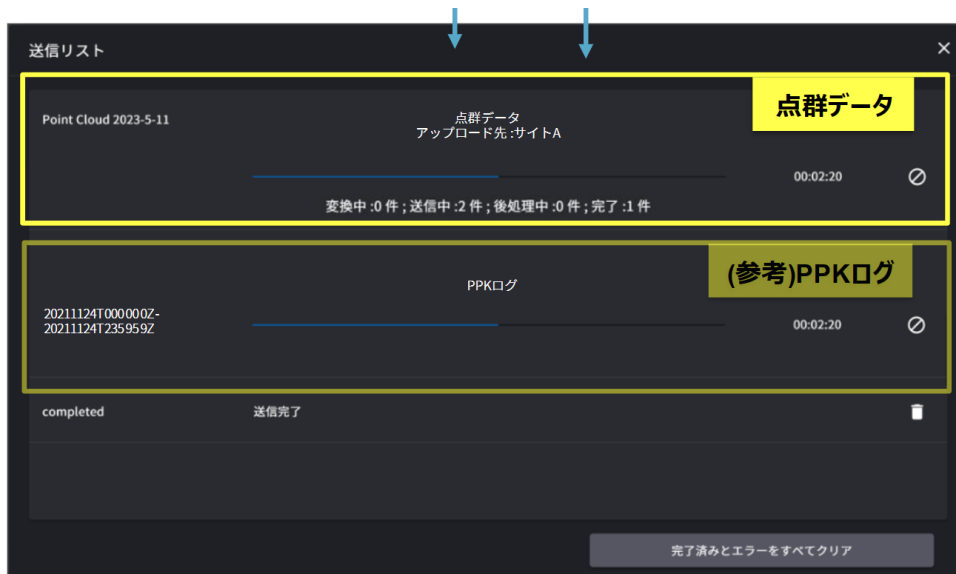 送信リスト
点群データ
Point Cloud 2023-5-11
点群データ
アップロード先 :サイトA
00:02:20
変換中 :0 件 ; 送信中 :2 件 ; 後処理中 :0 件 ; 完了 :1 件
(参考)PPKログ
PPKログ
20211124T000000Z-
20211124T235959Z
00:02:20
completed 送信完了
完了済みとエラーをすべてクリア